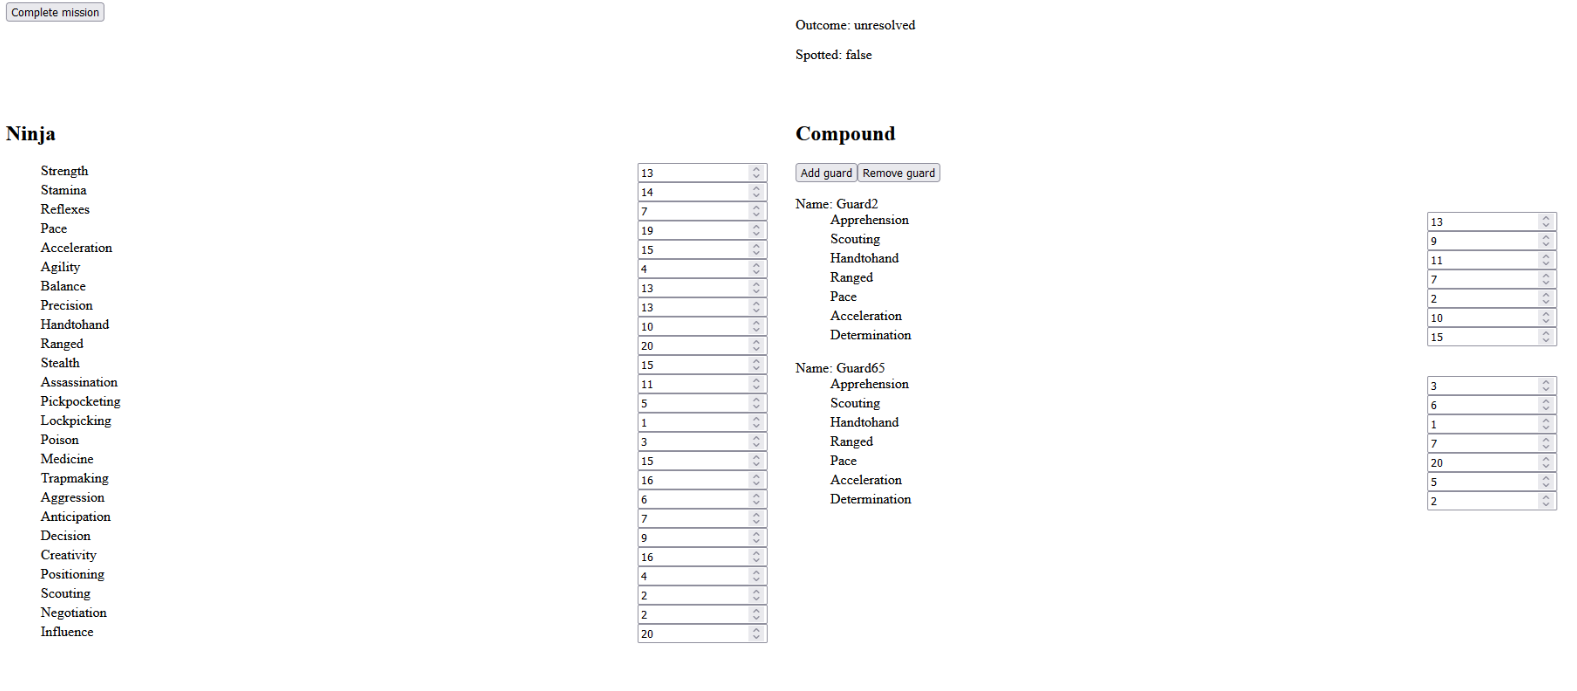 Complete mission
Outcome: unresolved
Spotted: false
Ninja
Strength 13
Stamina 14
Reflexes 7
Pace 19
Acceleration 15
Agility 4
Balance 13
Precision 13
Handtohand 10
Ranged 20
Stealth 15
Assassination 11
Pickpocketing 5
Lockpicking 1
Poison 3
Medicine 15
Trapmaking 16
Aggression 6
Anticipation 7
Decision 9
Creativity 16
Positioning 4
Scouting 2
Negotiation 2
Influence 20
Compound
Add guard Remove guard
Name: Guard2
Apprehension 13
Scouting 9
Handtohand 11
Ranged 7
Pace 2
Acceleration 10
Determination 15
Name: Guard65
Apprehension 3
Scouting 6
Handtohand 1
Ranged 7
Pace 20
Acceleration 5
Determination 2